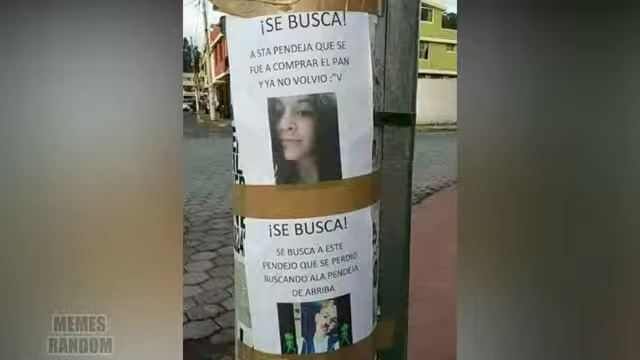 ¡SE BUSCA!
A STA PENDEJA QUE SE
FUE A COMPRAR EL PAN
Y YA NO VOLVIO :"V
¡SE BUSCA!
SE BUSCA A ESTE
PENDEJO QUE SE PERDIO
BUSCANDO ALA PENDEJA
DE ARRIBA
MEMES
RANDOM